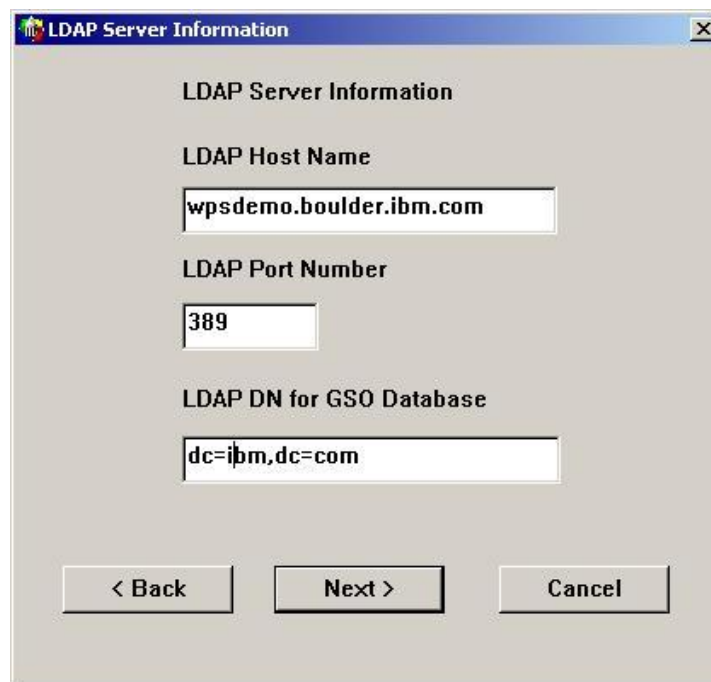 LDAP Server Information
LDAP Server Information
LDAP Host Name
wpsdemo.boulder.ibm.com
LDAP Port Number
389
LDAP DN for GSO Database
dc=ibm,dc=com
< Back Next > Cancel